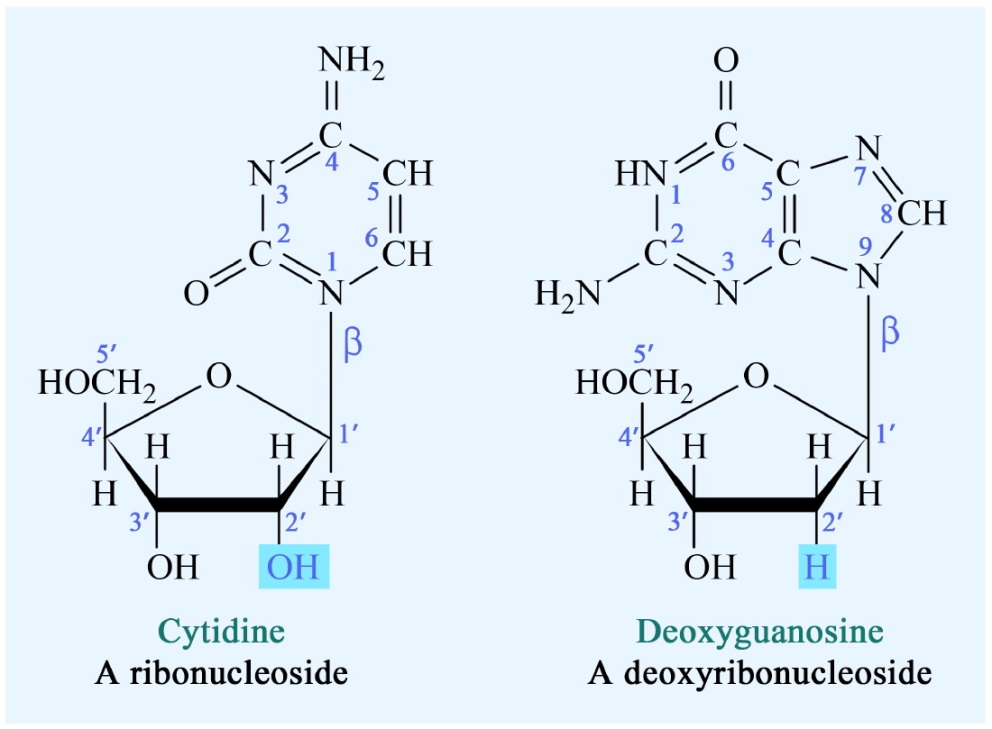 NH₂ O
C C
N 4 CH HN 6 C N
3 5 1 5 7
2 6 2 4 8 CH
C 1 CH C 3 C 9
O N H₂N N N
β β
5′ 5′
HOCH₂ O HOCH₂ O
4′ H H 1′ 4′ H H 1′
H H H H
3′ 2′ 3′ 2′
OH OH OH H
Cytidine Deoxyguanosine
A ribonucleoside A deoxyribonucleoside